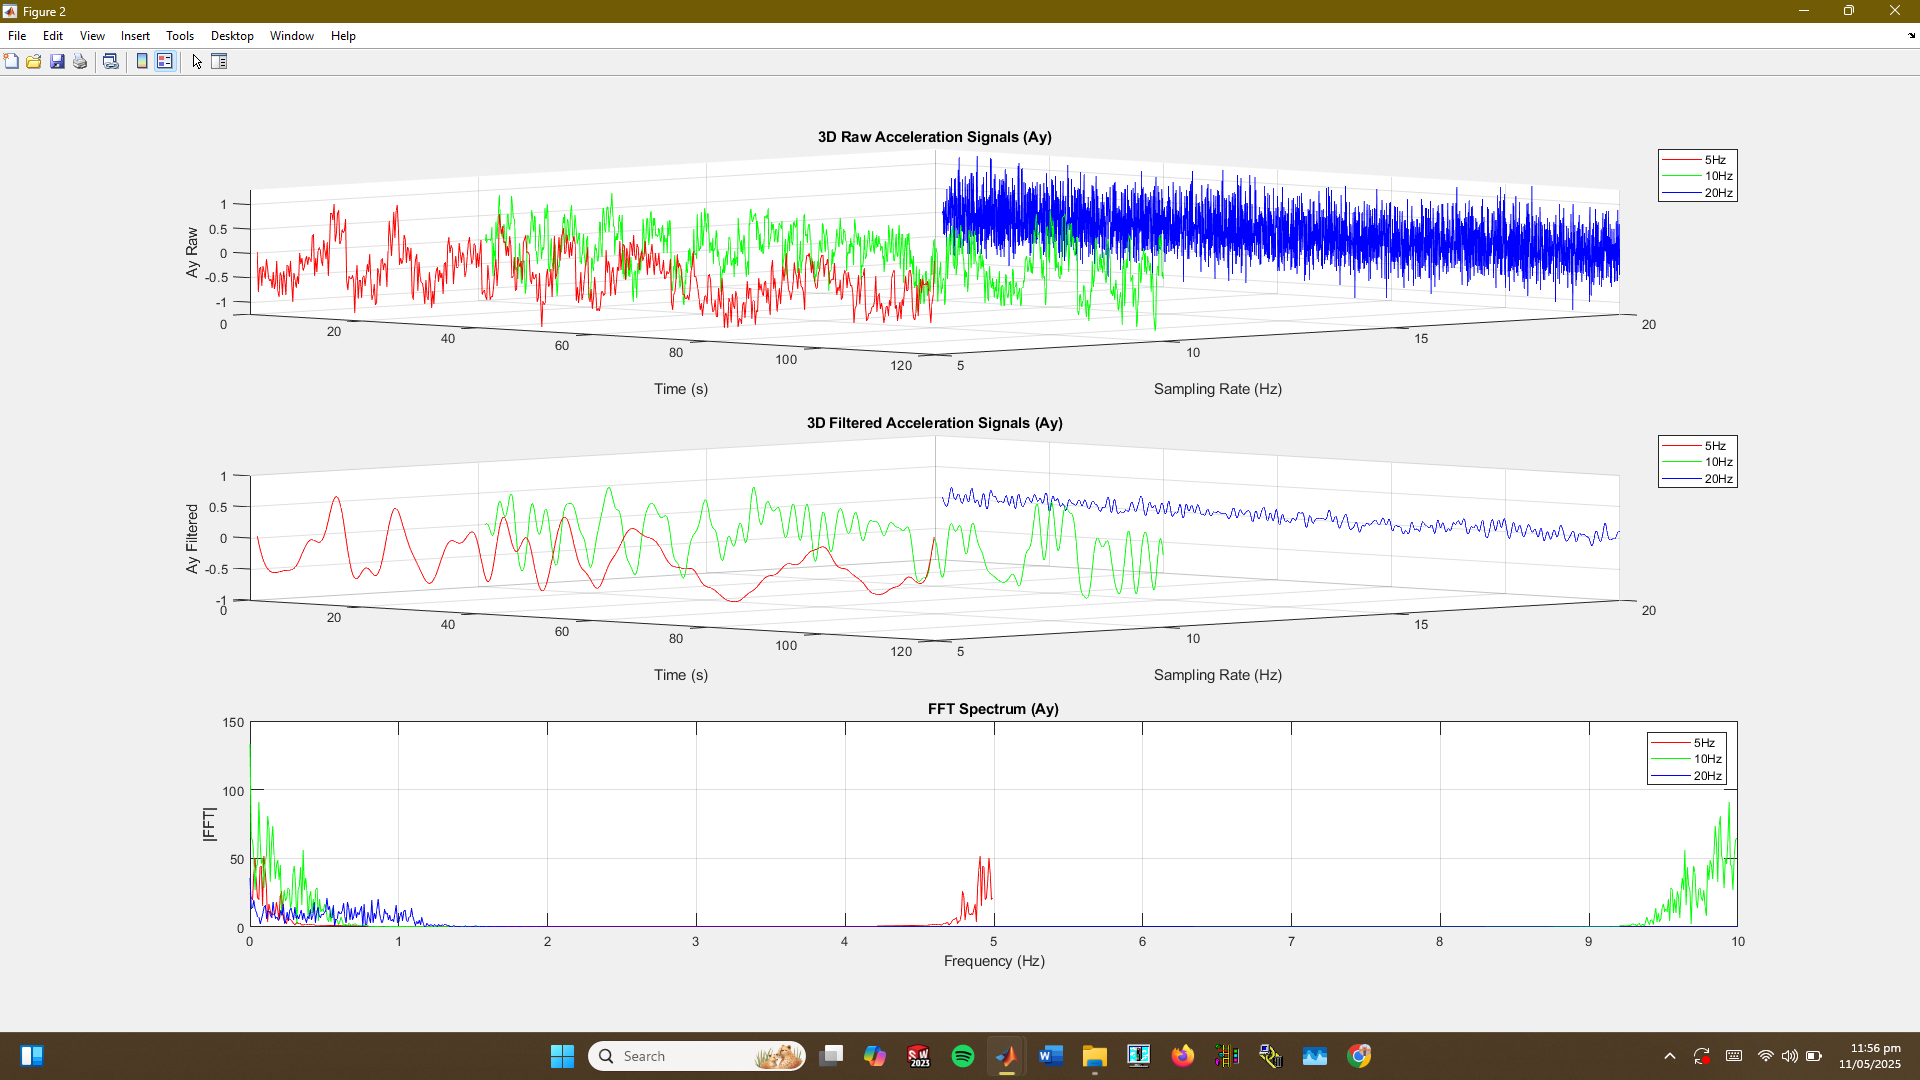 Figure 2
File Edit View Insert Tools Desktop Window Help
3D Raw Acceleration Signals (Ay)
5Hz
10Hz
20Hz
Ay Raw
1
0.5
0
-0.5
-1
0
20
40
60
80
100
120
5
10
15
20
Time (s)
Sampling Rate (Hz)
3D Filtered Acceleration Signals (Ay)
5Hz
10Hz
20Hz
Ay Filtered
1
0.5
0
-0.5
-1
0
20
40
60
80
100
120
5
10
15
20
Time (s)
Sampling Rate (Hz)
FFT Spectrum (Ay)
5Hz
10Hz
20Hz
|FFT|
150
100
50
0
0 1 2 3 4 5 6 7 8 9 10
Frequency (Hz)
Search
SW
2023
W
11:56 pm
11/05/2025